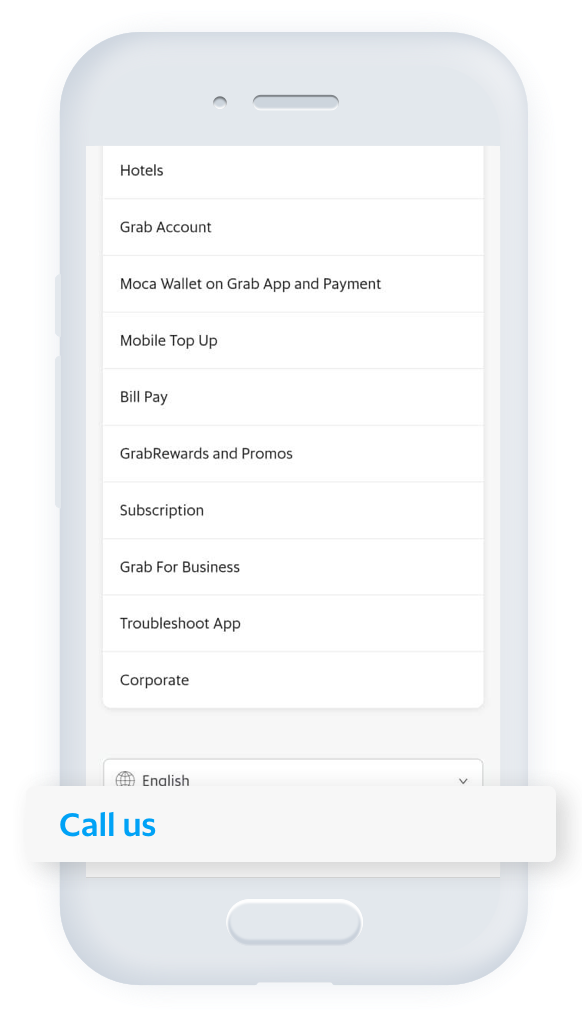 Hotels
Grab Account
Moca Wallet on Grab App and Payment
Mobile Top Up
Bill Pay
GrabRewards and Promos
Subscription
Grab For Business
Troubleshoot App
Corporate
English
Call us